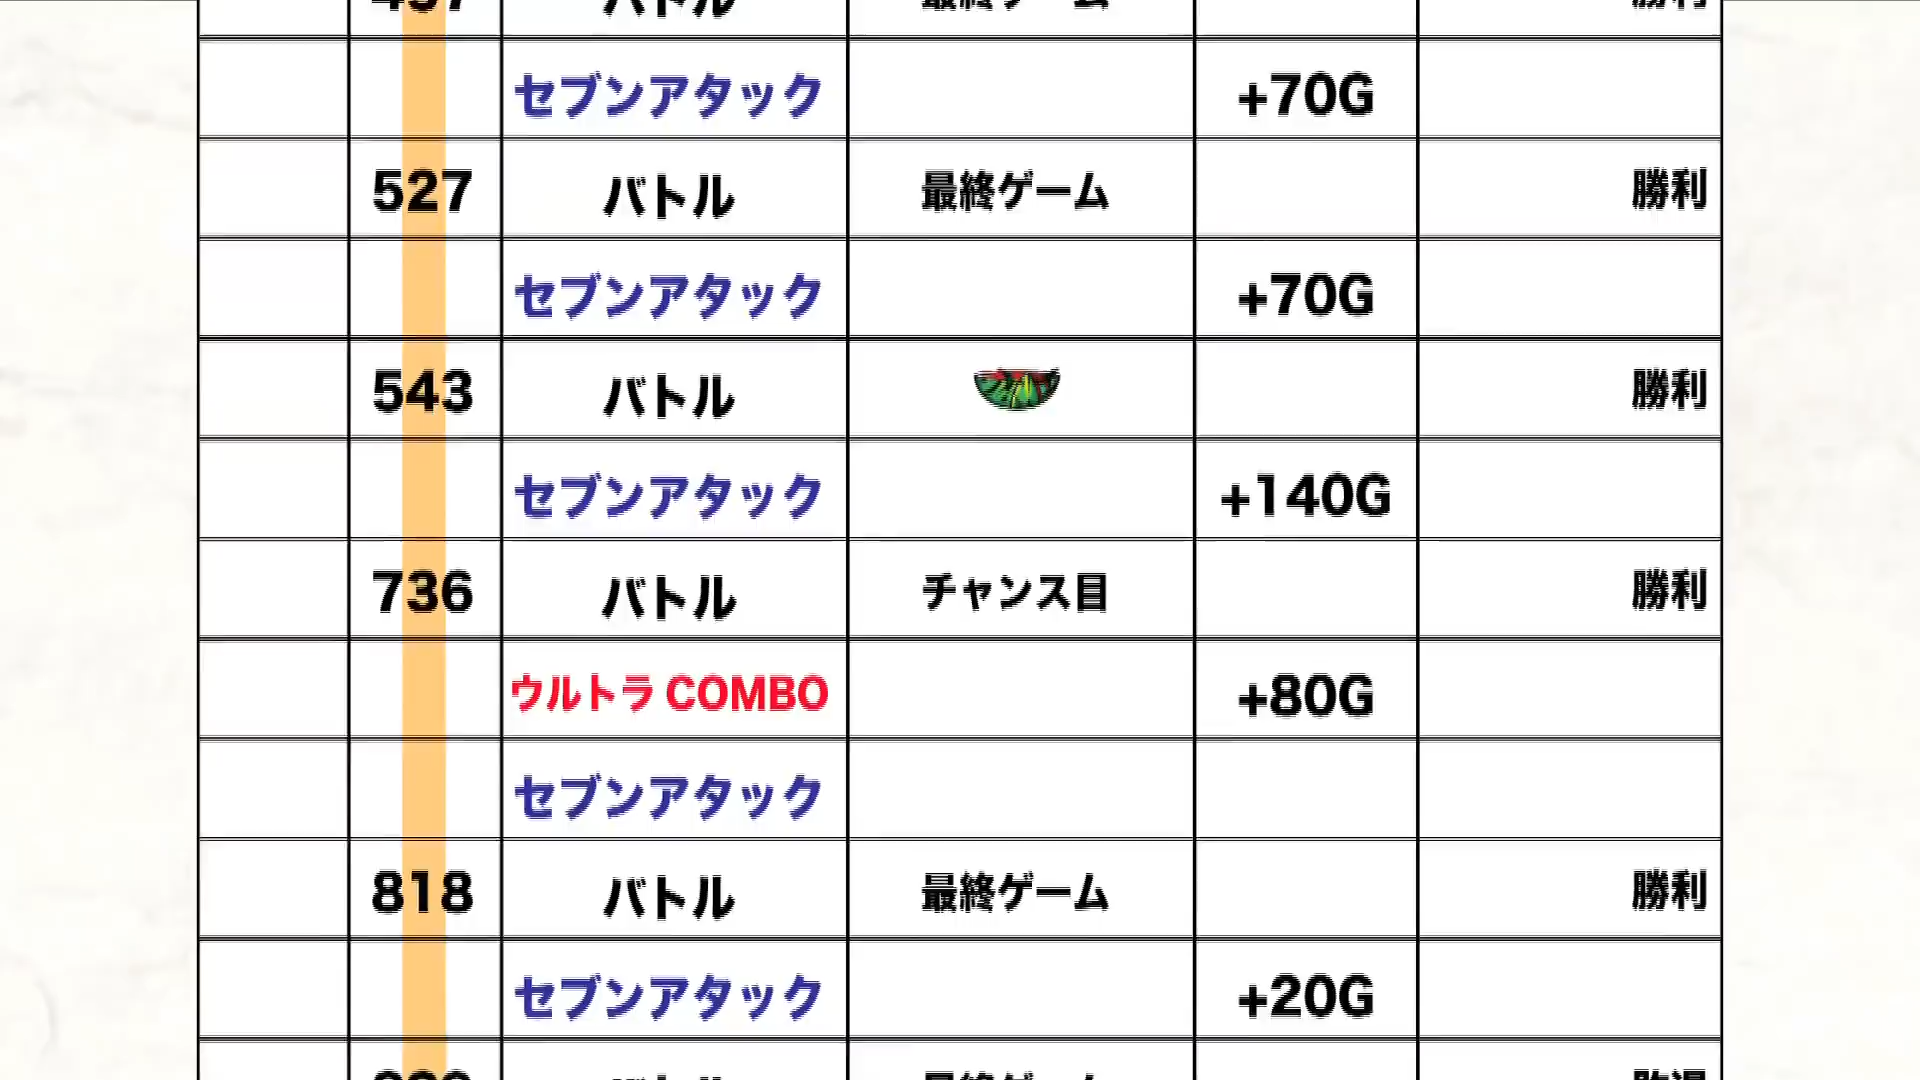 バトル
セブンアタック +70G
527 バトル 最終ゲーム 勝利
セブンアタック +70G
543 バトル 勝利
セブンアタック +140G
736 バトル チャンス目 勝利
ウルトラ COMBO +80G
セブンアタック
818 バトル 最終ゲーム 勝利
セブンアタック +20G